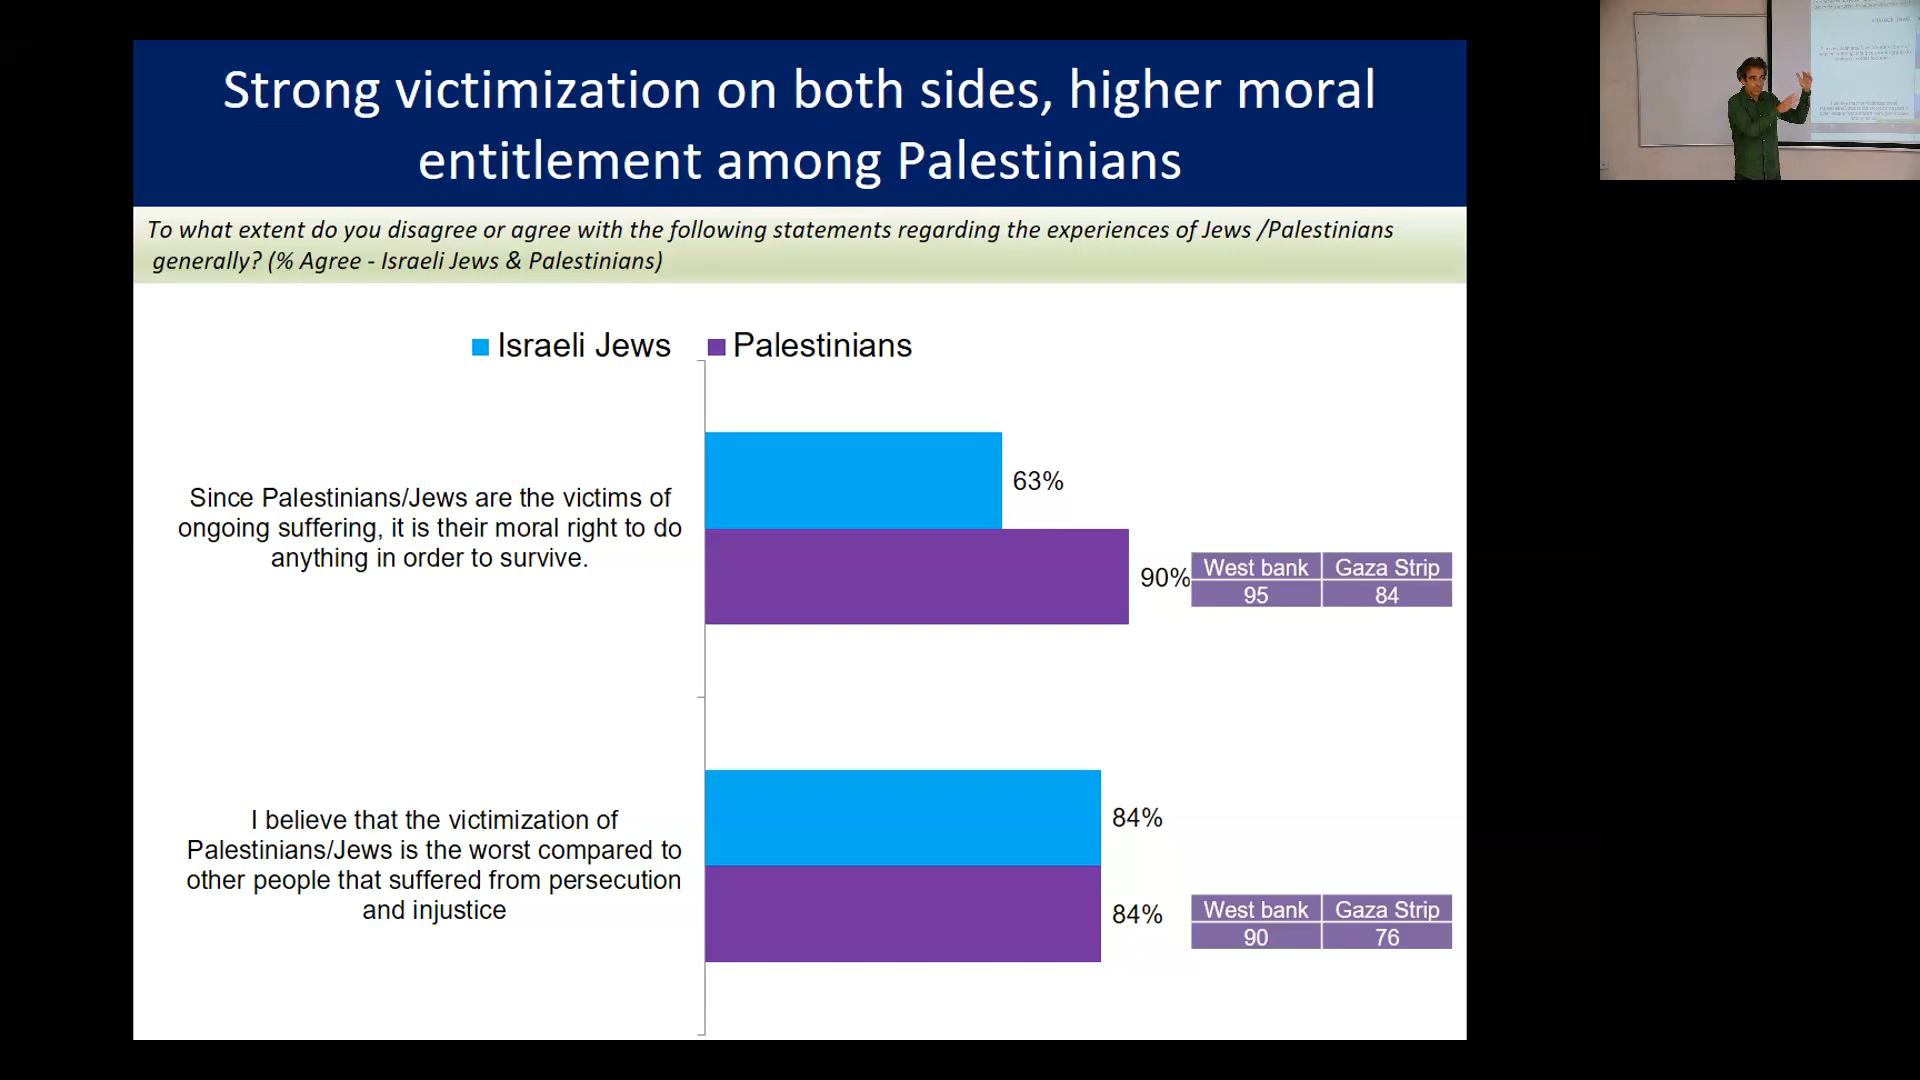 Strong victimization on both sides, higher moral
entitlement among Palestinians
To what extent do you disagree or agree with the following statements regarding the experiences of Jews /Palestinians
generally? (% Agree - Israeli Jews & Palestinians)
Israeli Jews
Palestinians
Since Palestinians/Jews are the victims of
ongoing suffering, it is their moral right to do
anything in order to survive.
63%
90%
West bank
Gaza Strip
95
84
I believe that the victimization of
Palestinians/Jews is the worst compared to
other people that suffered from persecution
and injustice
84%
84%
West bank
Gaza Strip
90
76